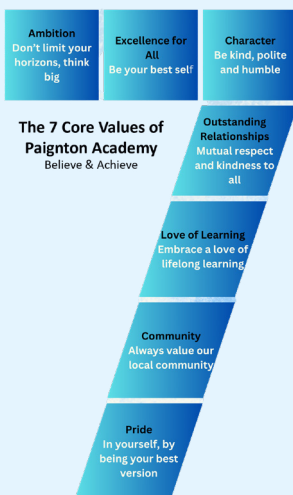 Ambition
Don't limit your
horizons, think
big
Excellence for
All
Be your best self
Character
Be kind, polite
and humble
The 7 Core Values of
Paignton Academy
Believe & Achieve
Outstanding
Relationships
Mutual respect
and kindness to
all
Love of Learning
Embrace a love of
lifelong learning
Community
Always value our
local community
Pride
In yourself, by
being your best
version